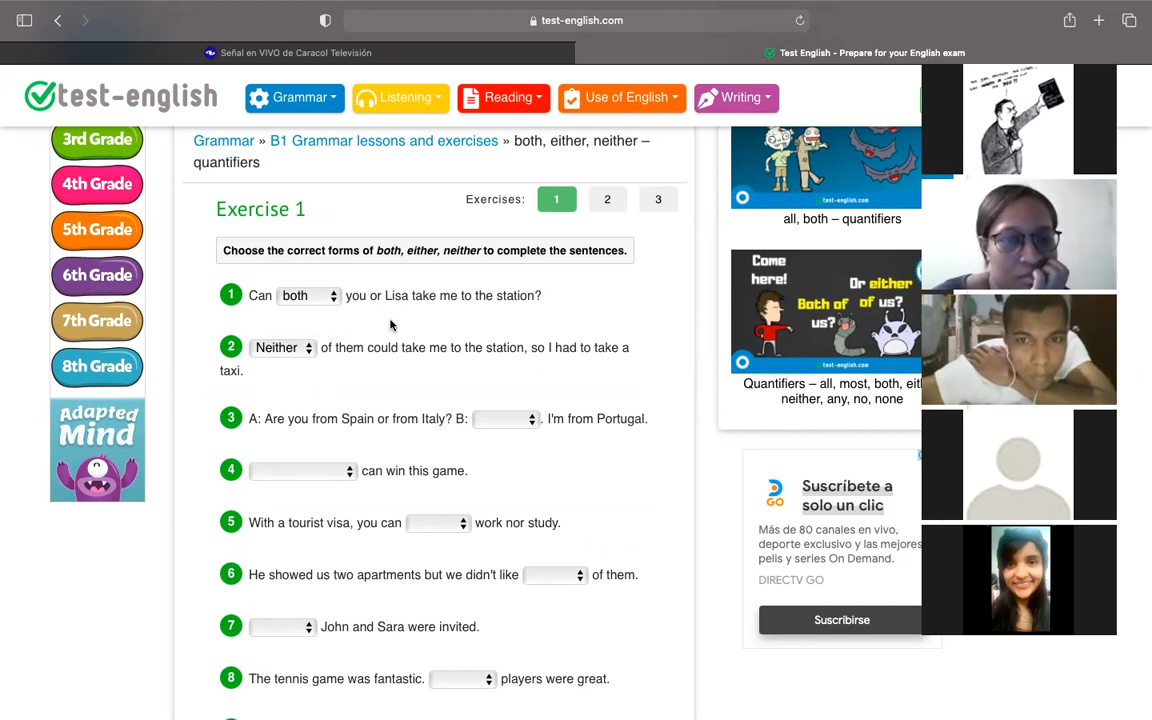 test-english.com
Señal en VIVO de Caracol Televisión
Test English - Prepare for your English exam
test-english
Grammar
Listening
Reading
Use of English
Writing
3rd Grade
4th Grade
5th Grade
6th Grade
7th Grade
8th Grade
Adapted
Mind
Grammar » B1 Grammar lessons and exercises » both, either, neither –
quantifiers
Exercise 1
Exercises: 1 2 3
Choose the correct forms of both, either, neither to complete the sentences.
1 Can both you or Lisa take me to the station?
2 Neither of them could take me to the station, so I had to take a
taxi.
3 A: Are you from Spain or from Italy? B: . I'm from Portugal.
4 can win this game.
5 With a tourist visa, you can work nor study.
6 He showed us two apartments but we didn't like of them.
7 John and Sara were invited.
8 The tennis game was fantastic. players were great.
test-english.com
all, both – quantifiers
Come
here!
Or either
of us?
Both of
us?
test-english.com
Quantifiers – all, most, both, eit
neither, any, no, none
GO
Suscríbete a
solo un clic
Más de 80 canales en vivo,
deporte exclusivo y las mejores
pelis y series On Demand.
DIRECTV GO
Suscribirse